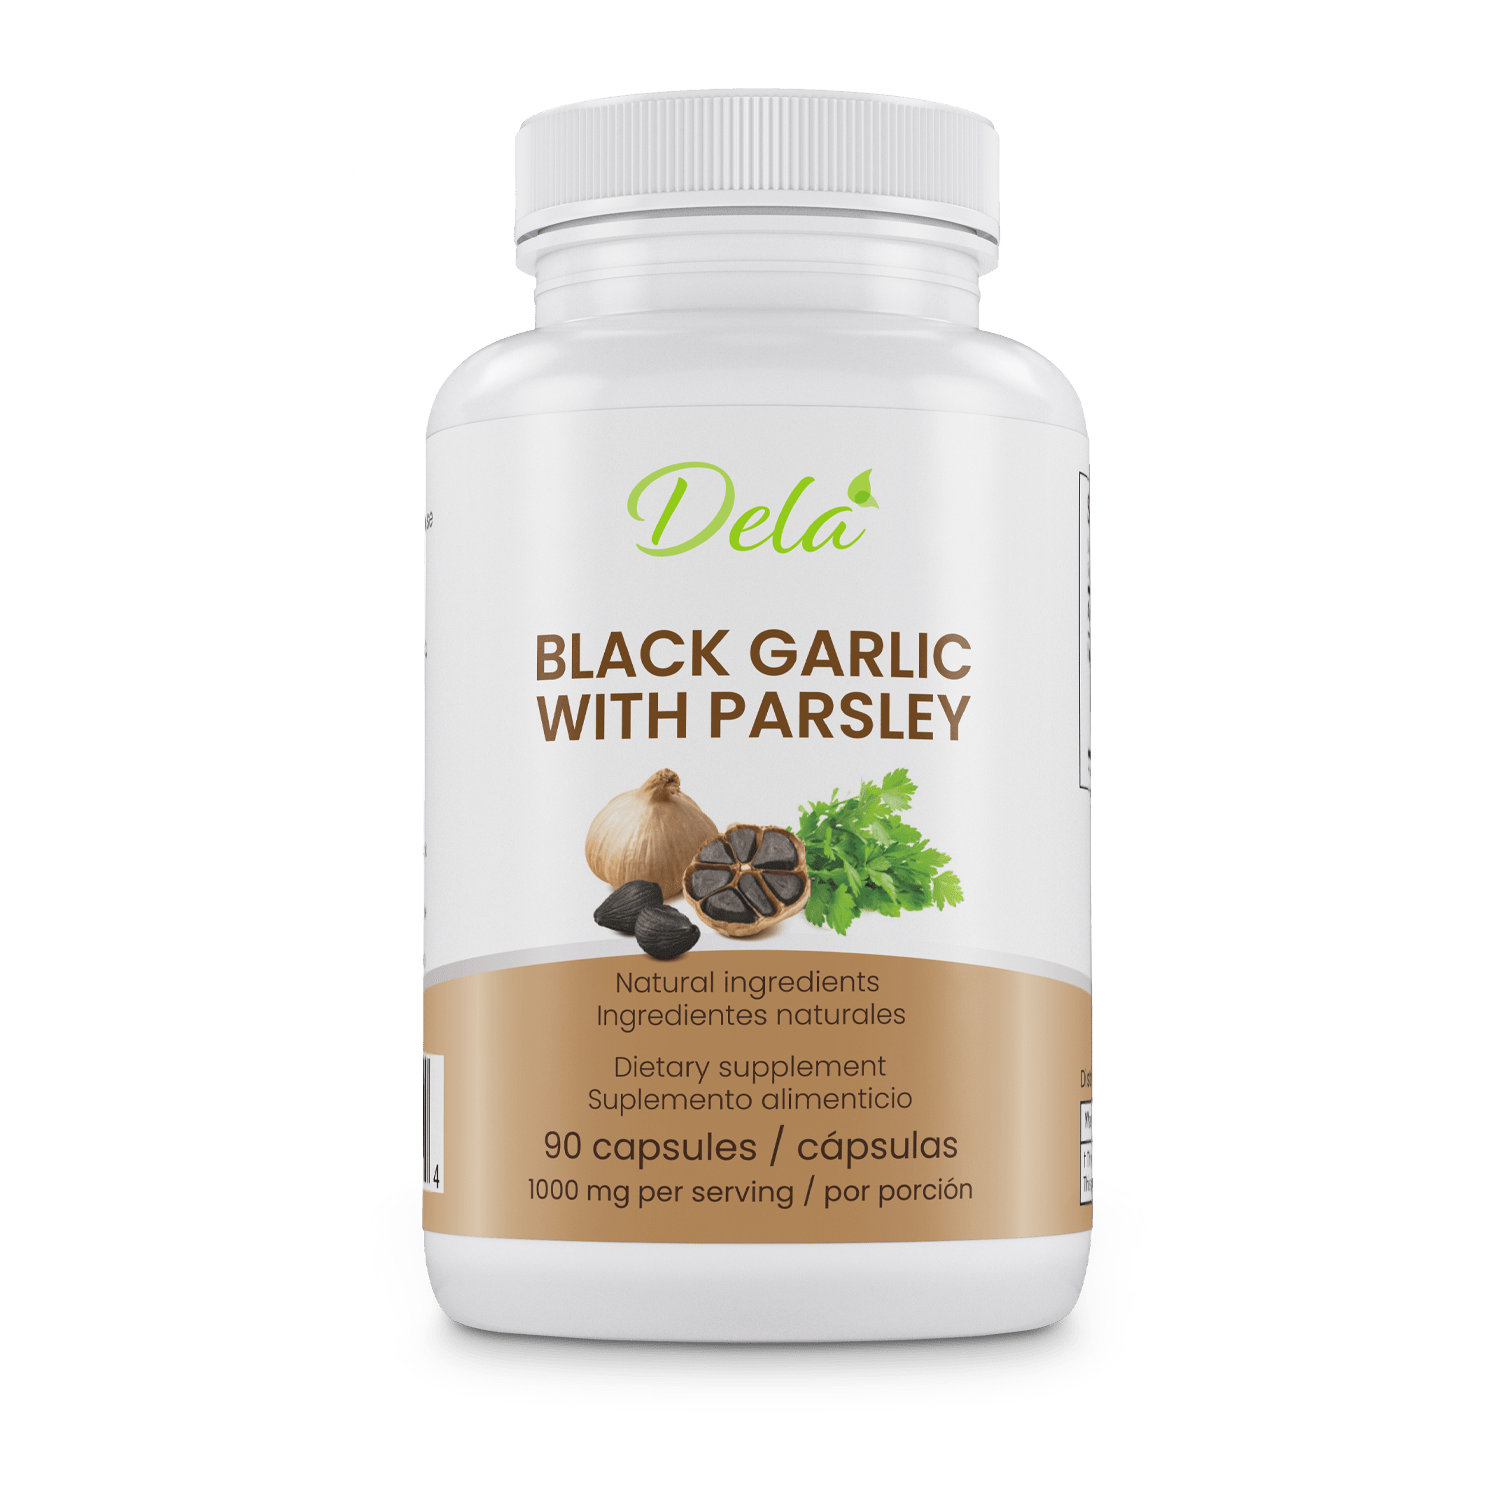 Dela
BLACK GARLIC
WITH PARSLEY
Natural ingredients
Ingredientes naturales
Dietary supplement
Suplemento alimenticio
90 capsules / cápsulas
1000 mg per serving / por porción
4